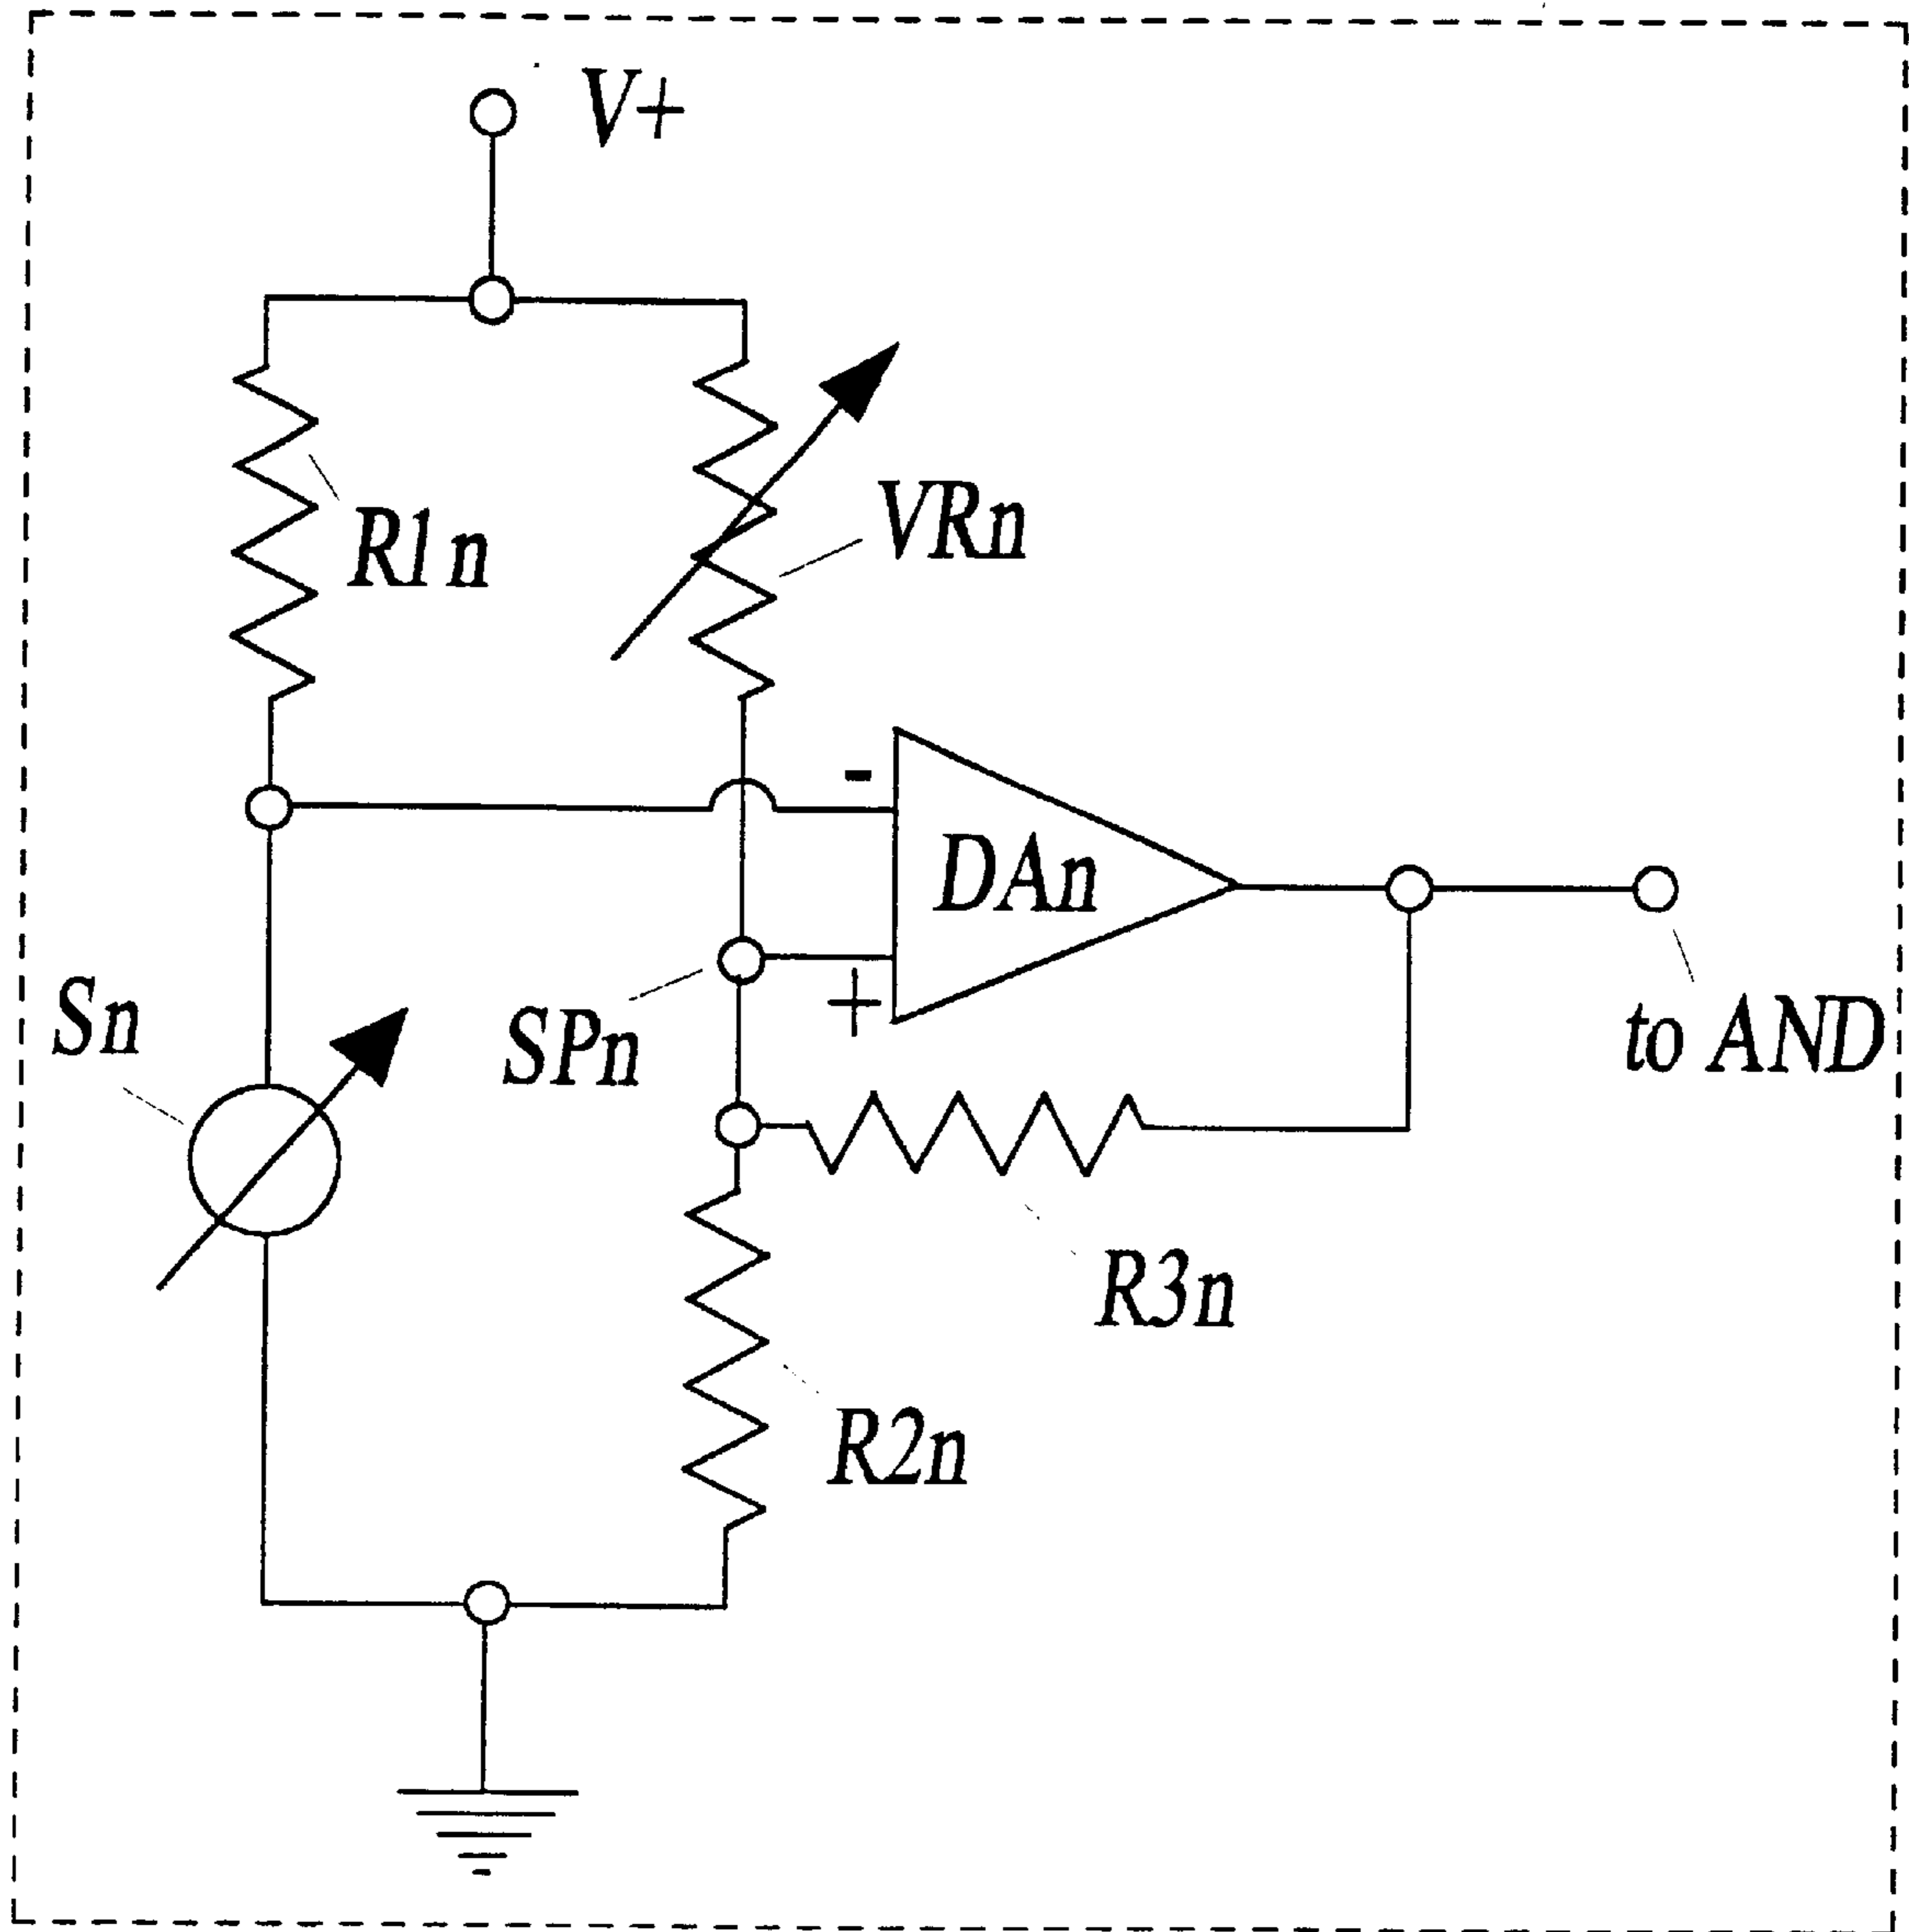 V+
R1n
VRn
-
DAn
Sn
SPn
+
to AND
R3n
R2n